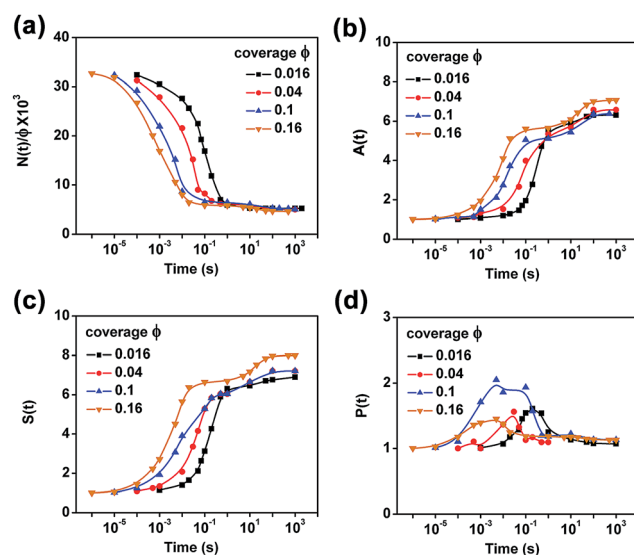 (a)
N(t)/ϕ X10³
40
30
20
10
0
coverage ϕ
0.016
0.04
0.1
0.16
10⁻⁵ 10⁻³ 10⁻¹ 10¹ 10³
Time (s)
(b)
A(t)
10
8
6
4
2
0
coverage ϕ
0.016
0.04
0.1
0.16
10⁻⁵ 10⁻³ 10⁻¹ 10¹ 10³
Time (s)
(c)
S(t)
10
8
6
4
2
0
coverage ϕ
0.016
0.04
0.1
0.16
10⁻⁵ 10⁻³ 10⁻¹ 10¹ 10³
Time (s)
(d)
P(t)
3
2
1
0
coverage ϕ
0.016
0.04
0.1
0.16
10⁻⁵ 10⁻³ 10⁻¹ 10¹ 10³
Time (s)